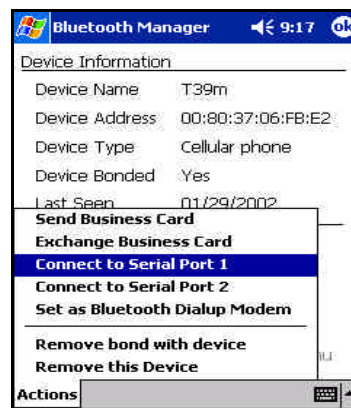 Bluetooth Manager 9:17 ok
Device Information
Device Name T39m
Device Address 00:80:37:06:FB:E2
Device Type Cellular phone
Device Bonded Yes
Last Seen 01/29/2002
Send Business Card
Exchange Business Card
Connect to Serial Port 1
Connect to Serial Port 2
Set as Bluetooth Dialup Modem
Remove bond with device
Remove this Device
Actions